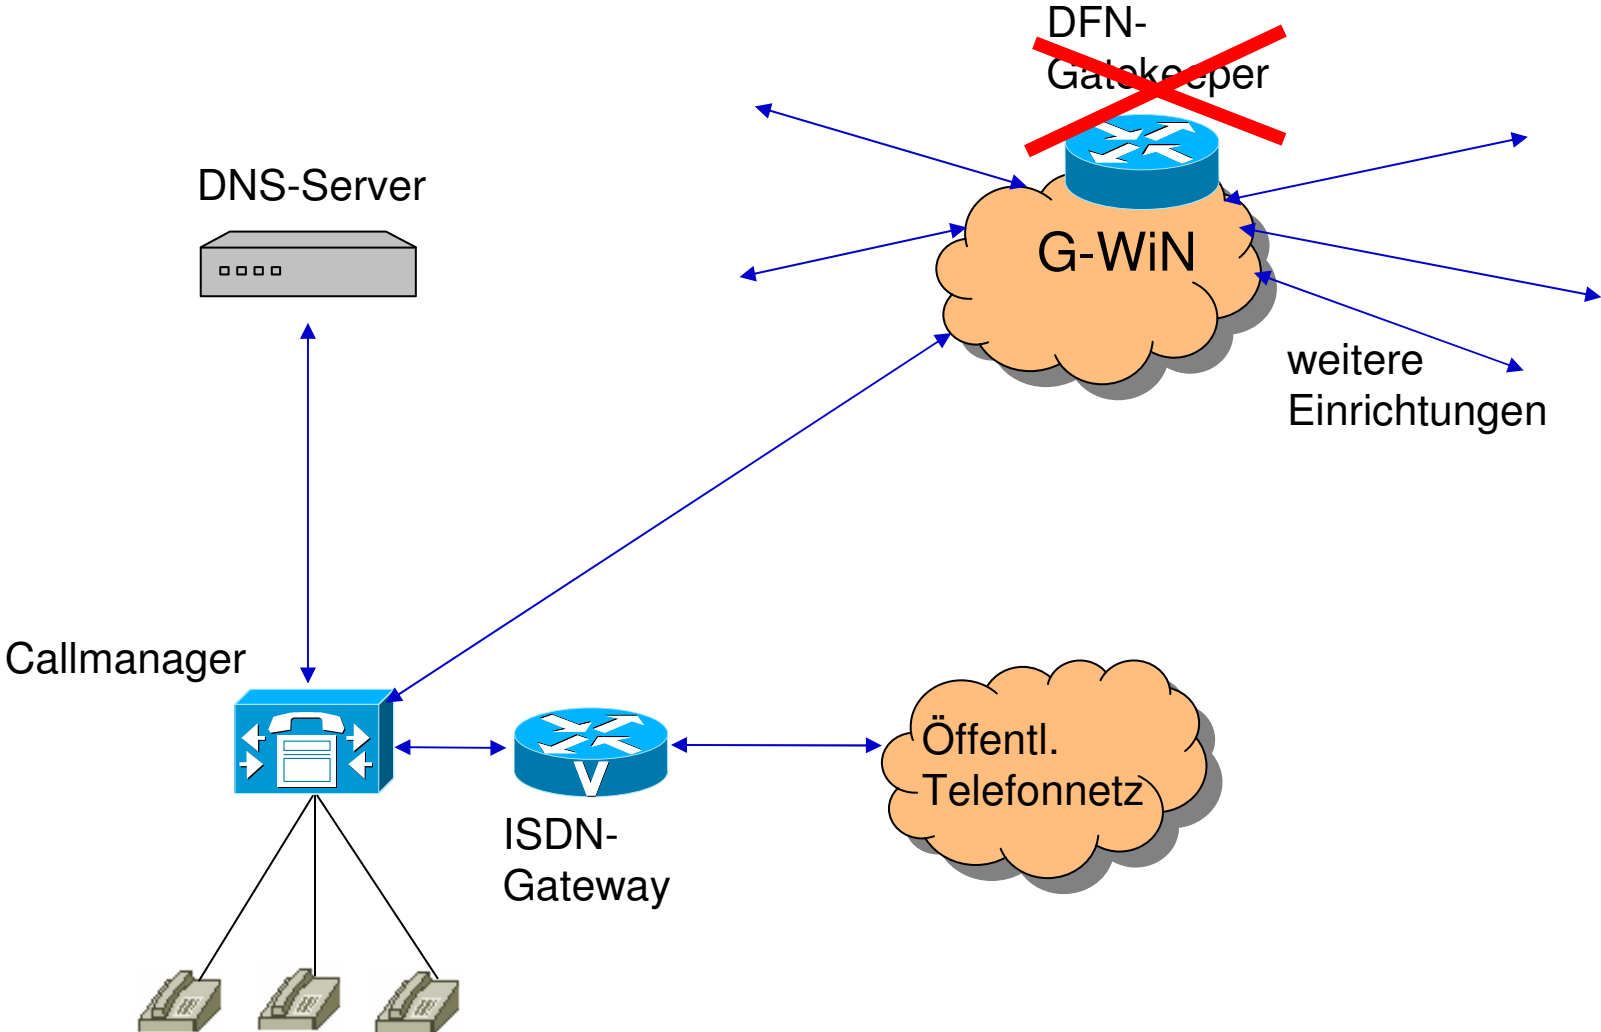 DFN-
Gatekeeper
DNS-Server
G-WiN
weitere
Einrichtungen
Callmanager
Öffentl.
Telefonnetz
V
ISDN-
Gateway